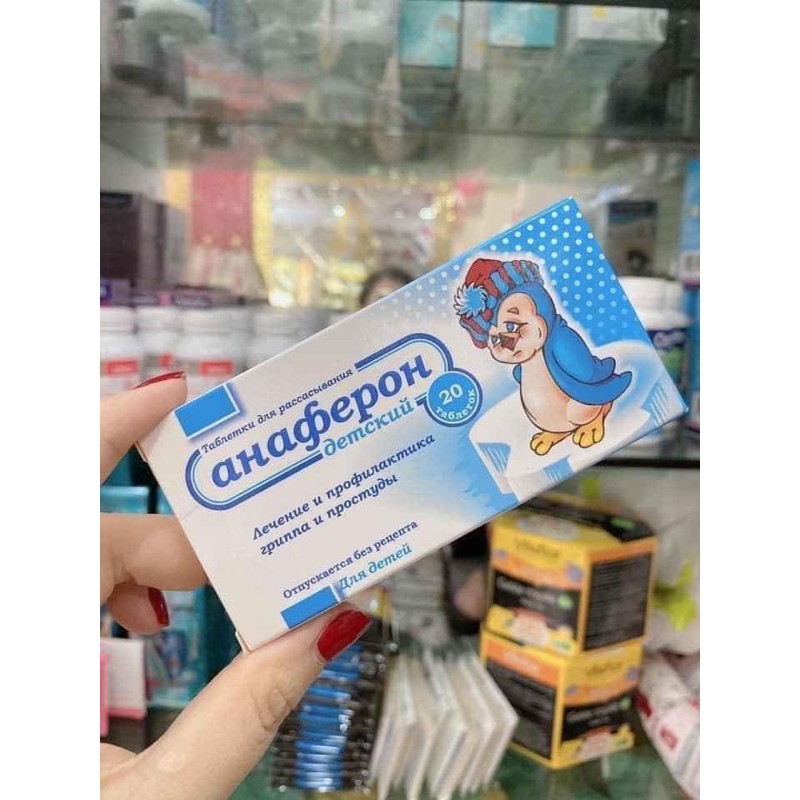 Таблетки для рассасывания
анаферон
детский
20
таблеток
Лечение и профилактика
гриппа и простуды
Отпускается без рецепта
Для детей